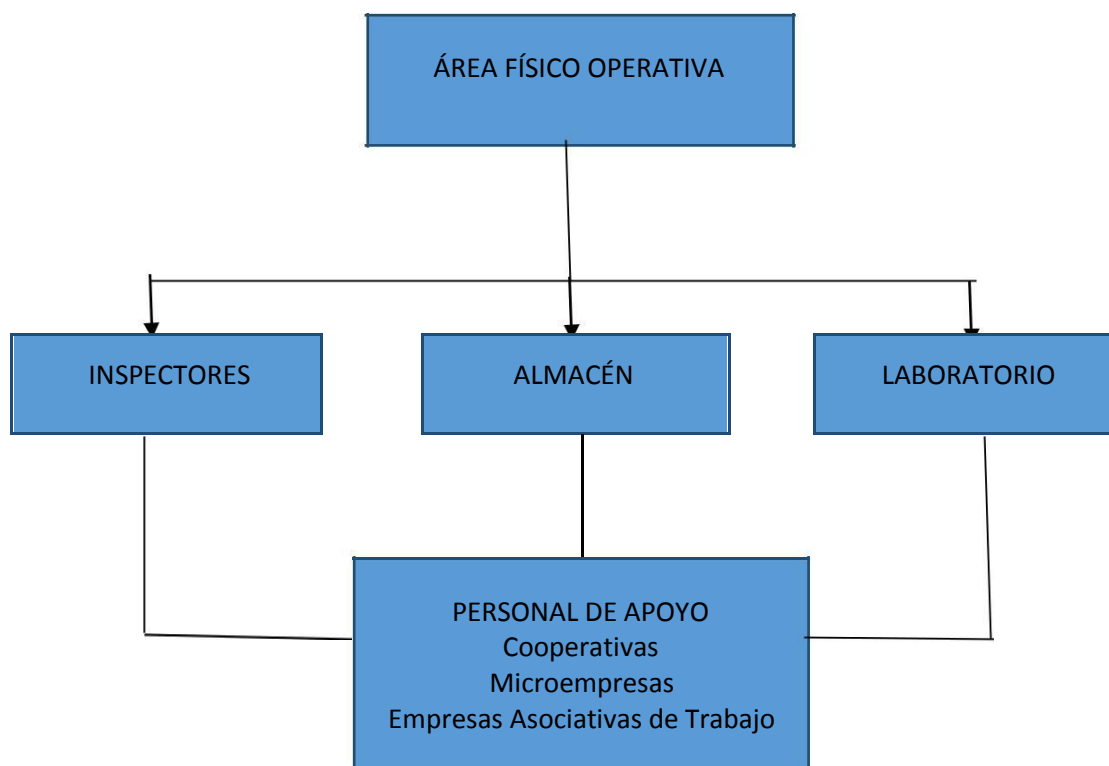 ÁREA FÍSICO OPERATIVA
INSPECTORES
ALMACÉN
LABORATORIO
PERSONAL DE APOYO
Cooperativas
Microempresas
Empresas Asociativas de Trabajo